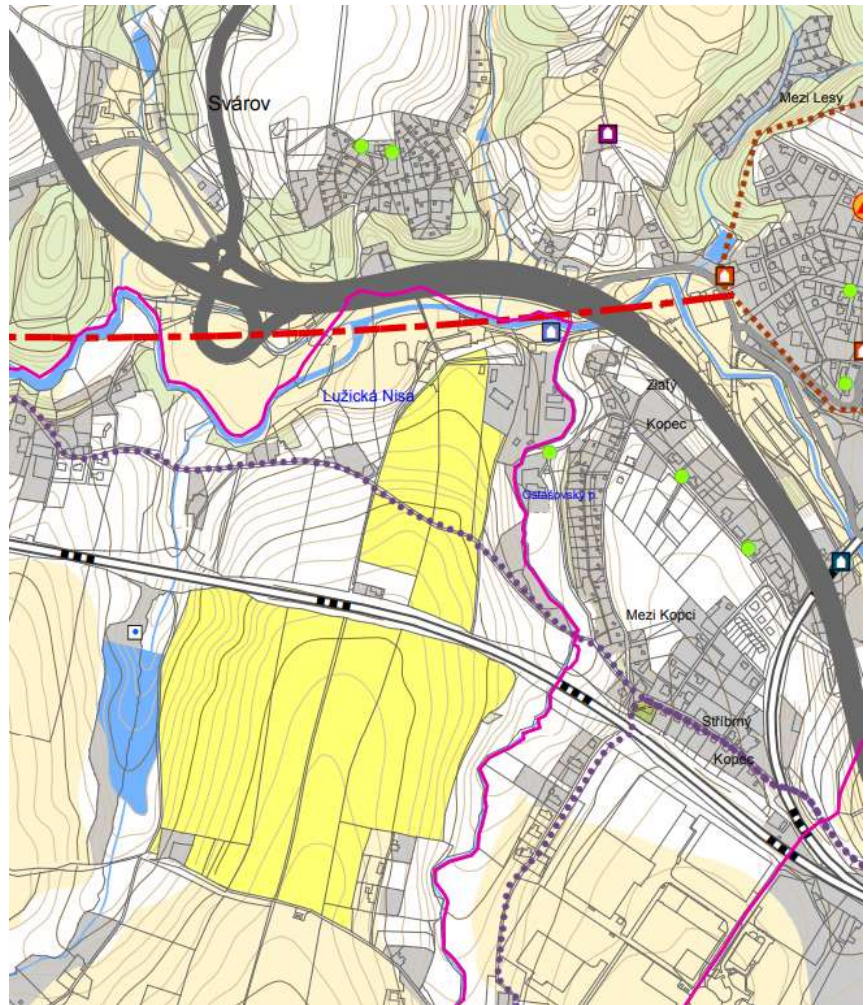 Svárov
Mezi Lesy
Zlatý
Kopec
Lužická Nisa
Ostašovský p.
Mezi Kopci
Stříbrný
Kopec